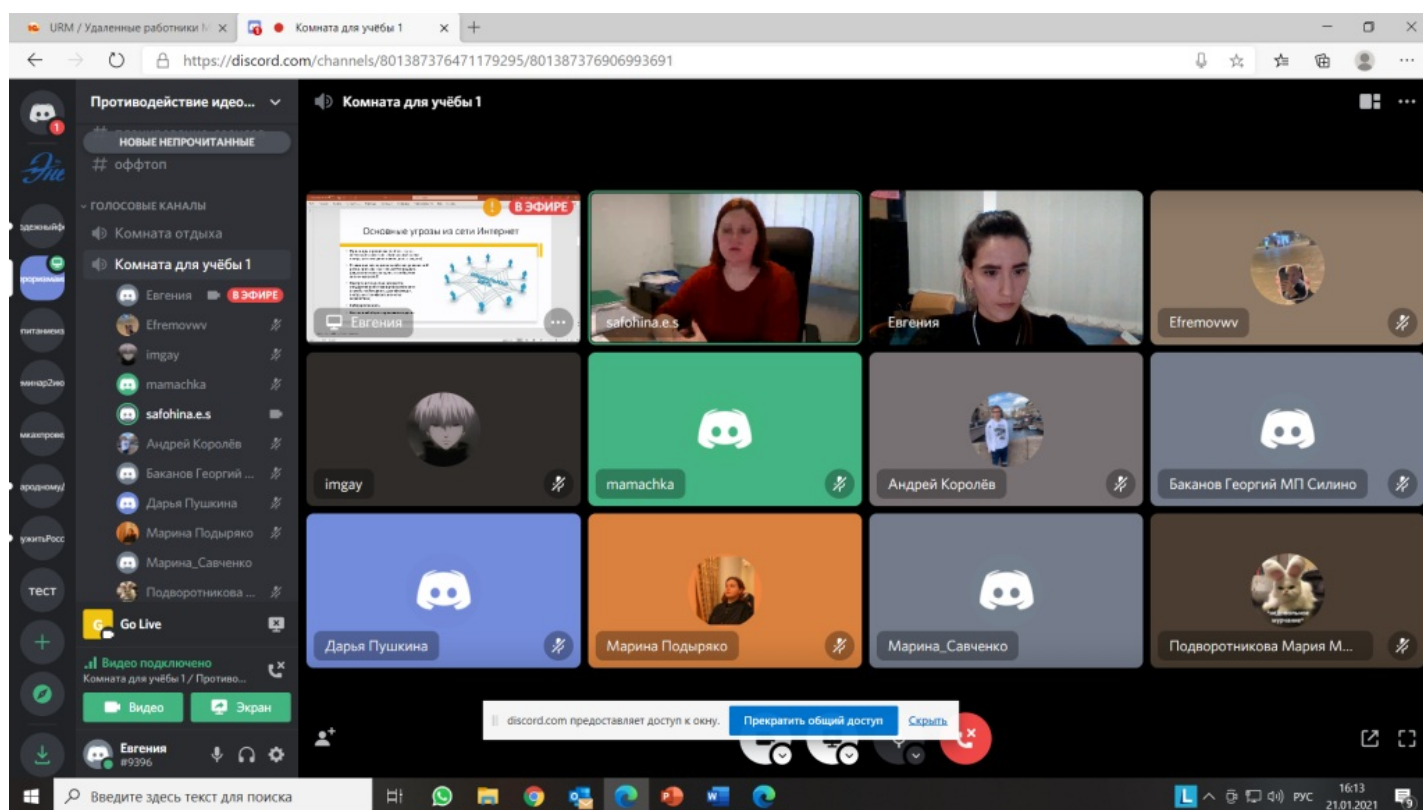 URM / Удаленные работники
Комната для учёбы 1
https://discord.com/channels/801387376471179295/801387376906993691
Противодействие идео...
НОВЫЕ НЕПРОЧИТАННЫЕ
# оффтоп
ГОЛОСОВЫЕ КАНАЛЫ
Комната отдыха
Комната для учёбы 1
Евгения В ЭФИРЕ
Efremovwv
imgay
mamachka
safohina.e.s
Андрей Королёв
Баканов Георгий ...
Дарья Пушкина
Марина Подыряко
Марина_Савченко
Подворотникова ...
тест
Go Live
Видео подключено
Комната для учёбы 1 / Противо...
Видео
Экран
Евгения
#9396
Комната для учёбы 1
В ЭФИРЕ
Основные угрозы из сети Интернет
Евгения
safohina.e.s
Евгения
Efremovwv
imgay
mamachka
Андрей Королёв
Баканов Георгий МП Силино
Дарья Пушкина
Марина Подыряко
Марина_Савченко
Подворотникова Мария М...
discord.com предоставляет доступ к окну.
Прекратить общий доступ
Скрыть
Введите здесь текст для поиска
РУС
16:13
21.01.2021